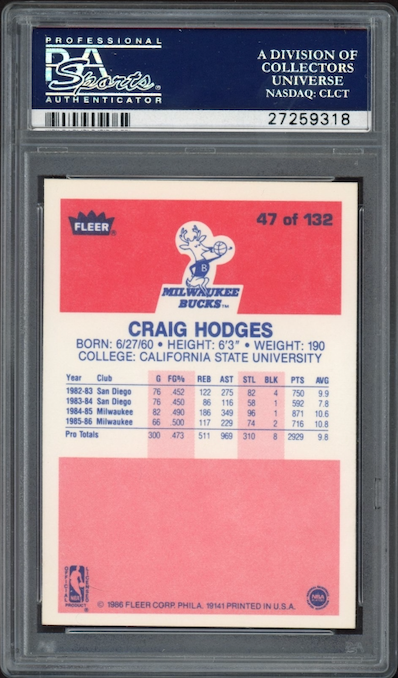 PROFESSIONAL
PSA
Sports
AUTHENTICATOR
A DIVISION OF
COLLECTORS
UNIVERSE
NASDAQ: CLCT
27259318
FLEER®
47 of 132
B
MILWAUKEE
BUCKS™
CRAIG HODGES
BORN: 6/27/60 • HEIGHT: 6'3" • WEIGHT: 190
COLLEGE: CALIFORNIA STATE UNIVERSITY
Year Club G FG% REB AST STL BLK PTS AVG
1982-83 San Diego 76 .452 122 275 82 4 750 9.9
1983-84 San Diego 76 .450 86 116 58 1 592 7.8
1984-85 Milwaukee 82 .490 186 349 96 1 871 10.6
1985-86 Milwaukee 66 .500 117 229 74 2 716 10.8
Pro Totals 300 .473 511 969 310 8 2929 9.8
OFFICIAL
LICENSED
NBA
PRODUCT
© 1986 FLEER CORP. PHILA. 19141 PRINTED IN U.S.A.